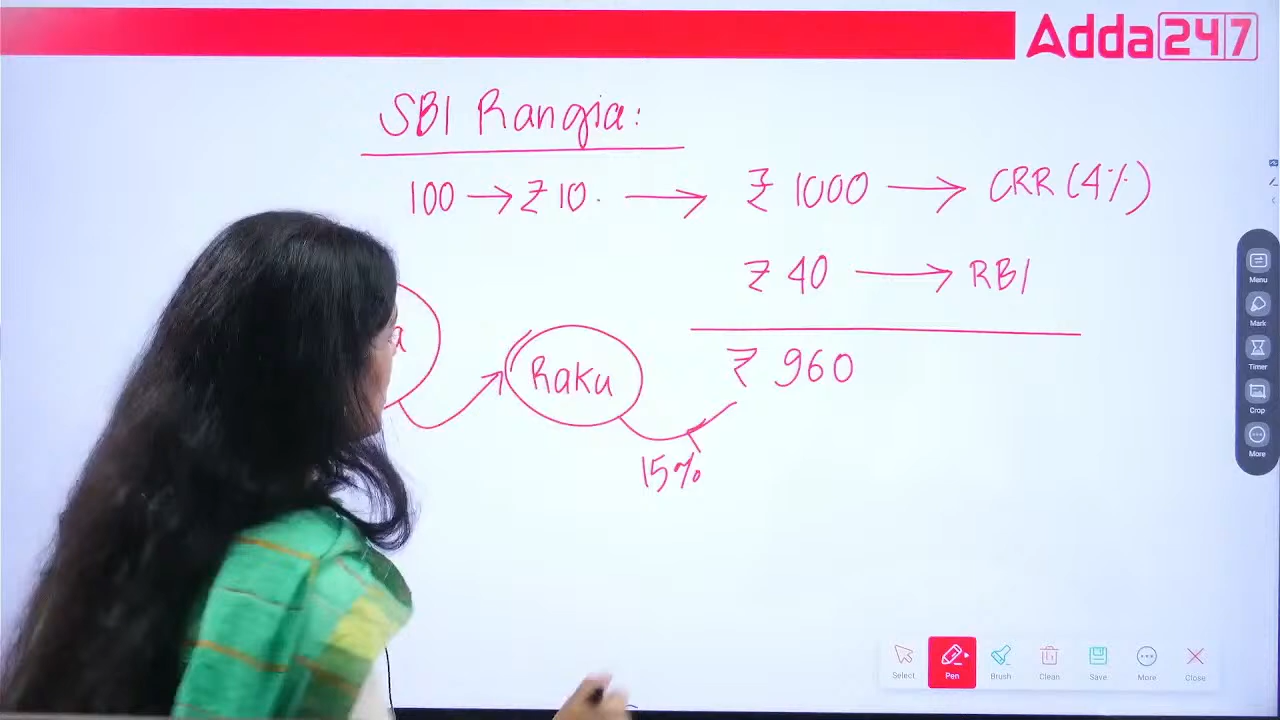 Adda247
SBI Rangia:
100 → ₹10. → ₹ 1000 → CRR (4%)
₹ 40 → RBI
₹ 960
Raku
15%
Menu
Mark
Timer
Crop
More
Select
Pen
Brush
Clean
Save
More
Close